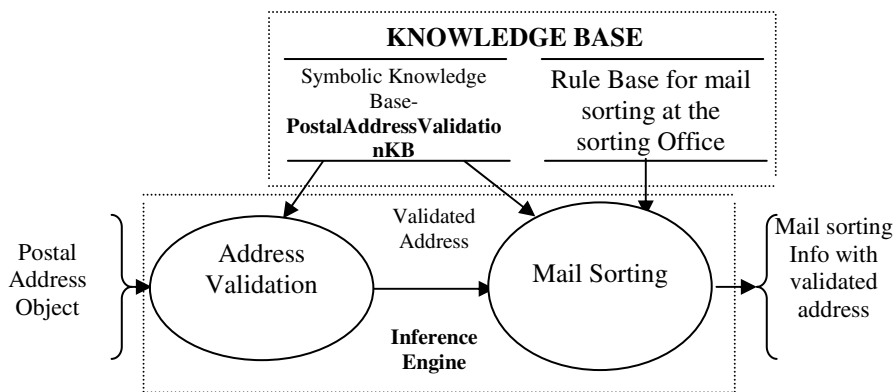 KNOWLEDGE BASE
Symbolic Knowledge
Base-
PostalAddressValidatio
nKB
Rule Base for mail
sorting at the
sorting Office
Postal
Address
Object
Address
Validation
Validated
Address
Inference
Engine
Mail Sorting
Mail sorting
Info with
validated
address